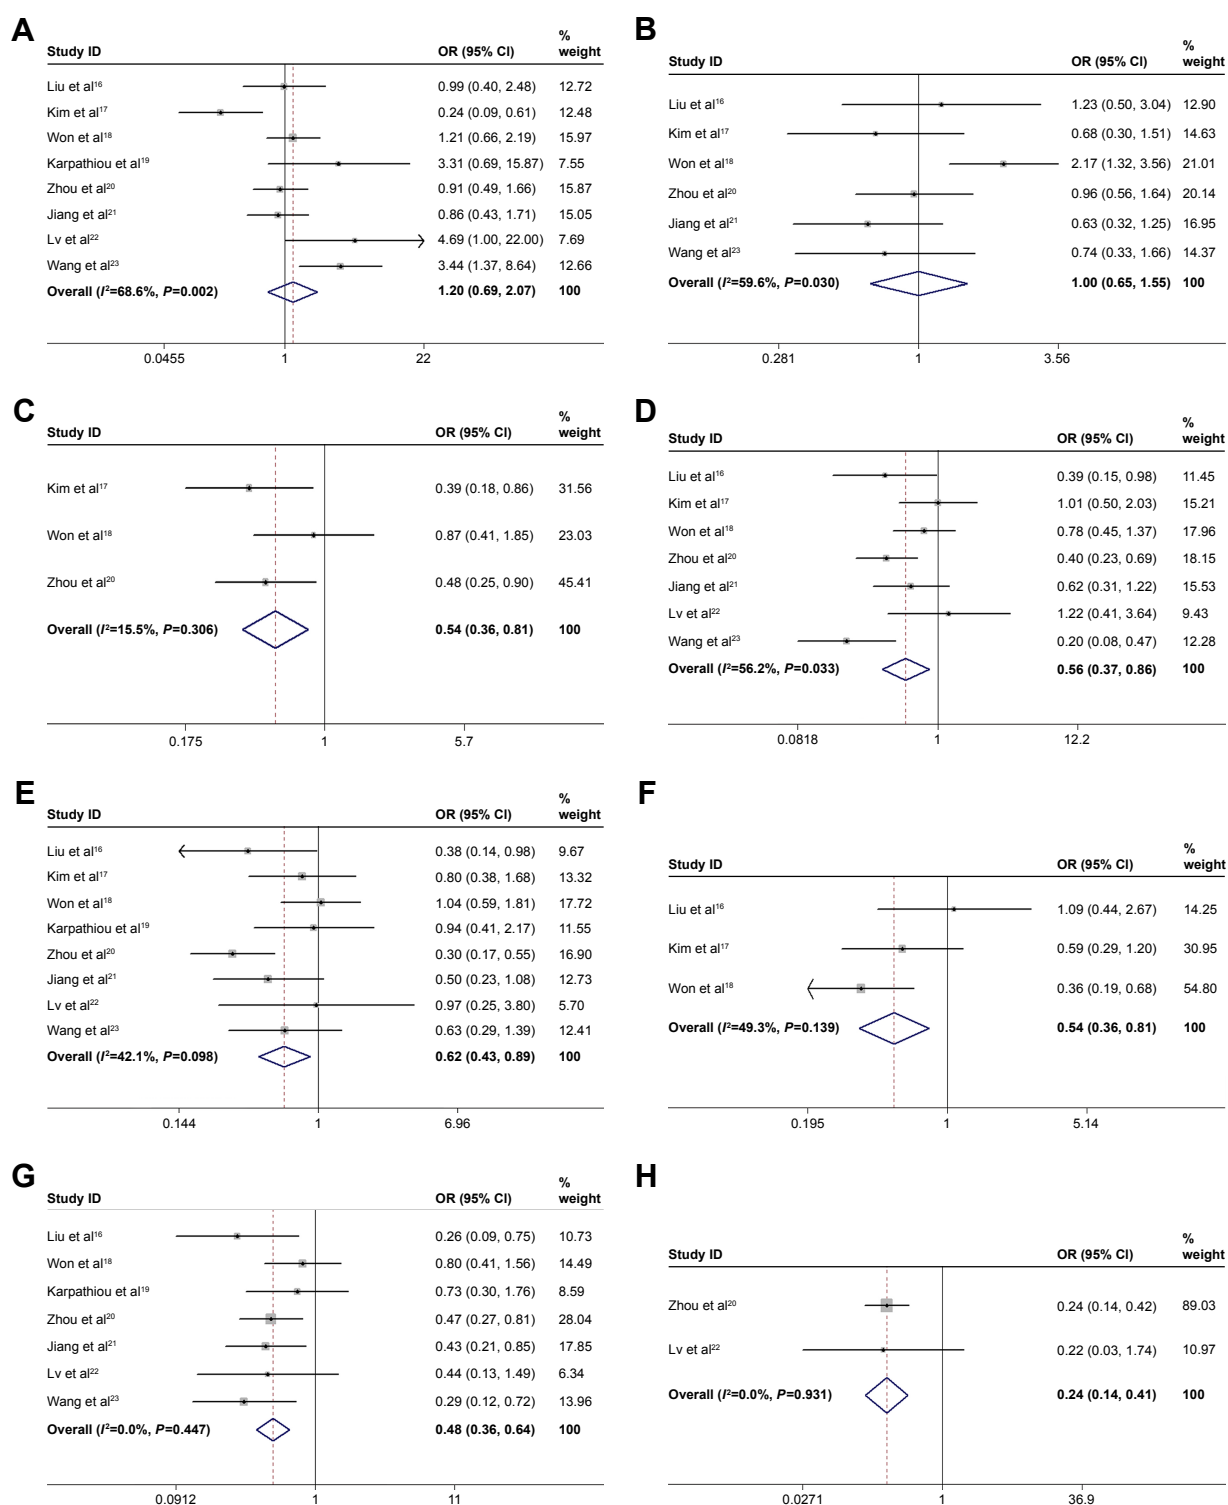 A
Study ID OR (95% CI) % weight
Liu et al16 0.99 (0.40, 2.48) 12.72
Kim et al17 0.24 (0.09, 0.61) 12.48
Won et al18 1.21 (0.66, 2.19) 15.97
Karpathiou et al19 3.31 (0.69, 15.87) 7.55
Zhou et al20 0.91 (0.49, 1.66) 15.87
Jiang et al21 0.86 (0.43, 1.71) 15.05
Lv et al22 4.69 (1.00, 22.00) 7.69
Wang et al23 3.44 (1.37, 8.64) 12.66
Overall (I2=68.6%, P=0.002) 1.20 (0.69, 2.07) 100
0.0455 1 22
B
Study ID OR (95% CI) % weight
Liu et al16 1.23 (0.50, 3.04) 12.90
Kim et al17 0.68 (0.30, 1.51) 14.63
Won et al18 2.17 (1.32, 3.56) 21.01
Zhou et al20 0.96 (0.56, 1.64) 20.14
Jiang et al21 0.63 (0.32, 1.25) 16.95
Wang et al23 0.74 (0.33, 1.66) 14.37
Overall (I2=59.6%, P=0.030) 1.00 (0.65, 1.55) 100
0.281 1 3.56
C
Study ID OR (95% CI) % weight
Kim et al17 0.39 (0.18, 0.86) 31.56
Won et al18 0.87 (0.41, 1.85) 23.03
Zhou et al20 0.48 (0.25, 0.90) 45.41
Overall (I2=15.5%, P=0.306) 0.54 (0.36, 0.81) 100
0.175 1 5.7
D
Study ID OR (95% CI) % weight
Liu et al16 0.39 (0.15, 0.98) 11.45
Kim et al17 1.01 (0.50, 2.03) 15.21
Won et al18 0.78 (0.45, 1.37) 17.96
Zhou et al20 0.40 (0.23, 0.69) 18.15
Jiang et al21 0.62 (0.31, 1.22) 15.53
Lv et al22 1.22 (0.41, 3.64) 9.43
Wang et al23 0.20 (0.08, 0.47) 12.28
Overall (I2=56.2%, P=0.033) 0.56 (0.37, 0.86) 100
0.0818 1 12.2
E
Study ID OR (95% CI) % weight
Liu et al16 0.38 (0.14, 0.98) 9.67
Kim et al17 0.80 (0.38, 1.68) 13.32
Won et al18 1.04 (0.59, 1.81) 17.72
Karpathiou et al19 0.94 (0.41, 2.17) 11.55
Zhou et al20 0.30 (0.17, 0.55) 16.90
Jiang et al21 0.50 (0.23, 1.08) 12.73
Lv et al22 0.97 (0.25, 3.80) 5.70
Wang et al23 0.63 (0.29, 1.39) 12.41
Overall (I2=42.1%, P=0.098) 0.62 (0.43, 0.89) 100
0.144 1 6.96
F
Study ID OR (95% CI) % weight
Liu et al16 1.09 (0.44, 2.67) 14.25
Kim et al17 0.59 (0.29, 1.20) 30.95
Won et al18 0.36 (0.19, 0.68) 54.80
Overall (I2=49.3%, P=0.139) 0.54 (0.36, 0.81) 100
0.195 1 5.14
G
Study ID OR (95% CI) % weight
Liu et al16 0.26 (0.09, 0.75) 10.73
Won et al18 0.80 (0.41, 1.56) 14.49
Karpathiou et al19 0.73 (0.30, 1.76) 8.59
Zhou et al20 0.47 (0.27, 0.81) 28.04
Jiang et al21 0.43 (0.21, 0.85) 17.85
Lv et al22 0.44 (0.13, 1.49) 6.34
Wang et al23 0.29 (0.12, 0.72) 13.96
Overall (I2=0.0%, P=0.447) 0.48 (0.36, 0.64) 100
0.0912 1 11
H
Study ID OR (95% CI) % weight
Zhou et al20 0.24 (0.14, 0.42) 89.03
Lv et al22 0.22 (0.03, 1.74) 10.97
Overall (I2=0.0%, P=0.931) 0.24 (0.14, 0.41) 100
0.0271 1 36.9